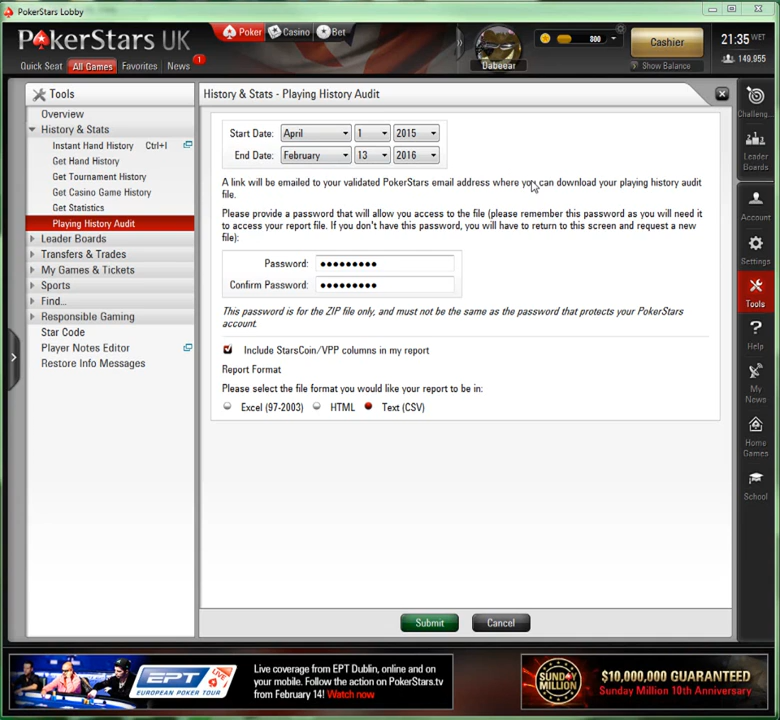 PokerStars Lobby
POKERSTARS UK
Poker
Casino
Bet
Dabeear
800
Cashier
Show Balance
21:35 WET
149,955
Quick Seat
All Games
Favorites
News
1
Tools
Overview
History & Stats
Instant Hand History Ctrl+I
Get Hand History
Get Tournament History
Get Casino Game History
Get Statistics
Playing History Audit
Leader Boards
Transfers & Trades
My Games & Tickets
Sports
Find...
Responsible Gaming
Star Code
Player Notes Editor
Restore Info Messages
History & Stats - Playing History Audit
Start Date: April 1 2015
End Date: February 13 2016
A link will be emailed to your validated PokerStars email address where you can download your playing history audit
file.
Please provide a password that will allow you access to the file (please remember this password as you will need it
to access your report file. If you don't have this password, you will have to return to this screen and request a new
file):
Password:
Confirm Password:
This password is for the ZIP file only, and must not be the same as the password that protects your PokerStars
account.
Include StarsCoin/VPP columns in my report
Report Format
Please select the file format you would like your report to be in:
Excel (97-2003)
HTML
Text (CSV)
Submit
Cancel
Challeng...
Leader
Boards
Account
Settings
Tools
Help
My
News
Home
Games
School
EPT
EUROPEAN POKER TOUR
LIVE
Live coverage from EPT Dublin, online and on
your mobile. Follow the action on PokerStars.tv
from February 14! Watch now
SUNDAY
MILLION
$10,000,000 GUARANTEED
Sunday Million 10th Anniversary